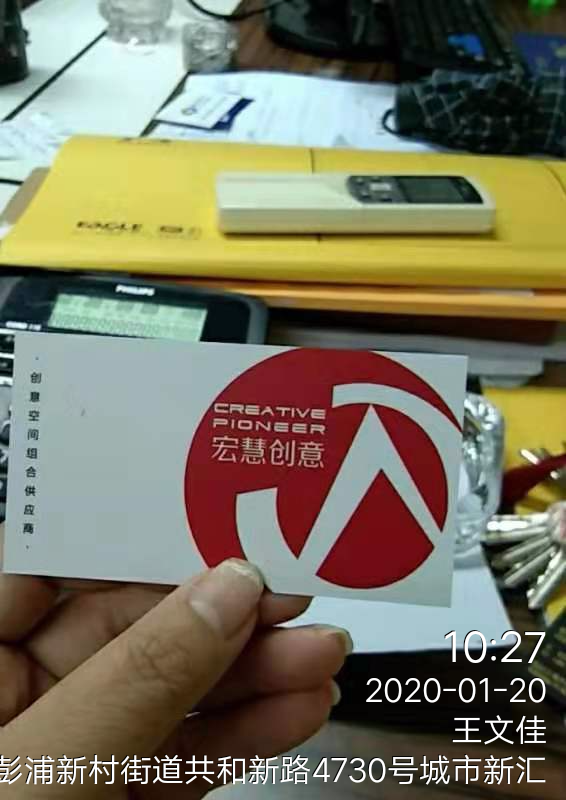 EAGLE
PHILIPS
·创意空间组合供应商·
CREATIVE
PIONEER
宏慧创意
10:27
2020-01-20
王文佳
彭浦新村街道共和新路4730号城市新汇